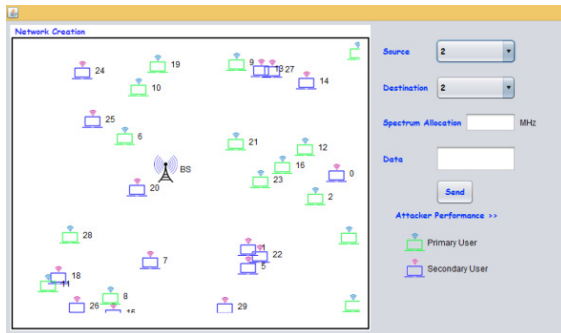 Network Creation
24
19
9
13
27
14
10
25
6
21
12
16
0
BS
20
23
2
28
1
22
7
5
18
11
8
26
15
29
Source
2
Destination
2
Spectrum Allocation
MHz
Data
Send
Attacker Performance >>
Primary User
Secondary User